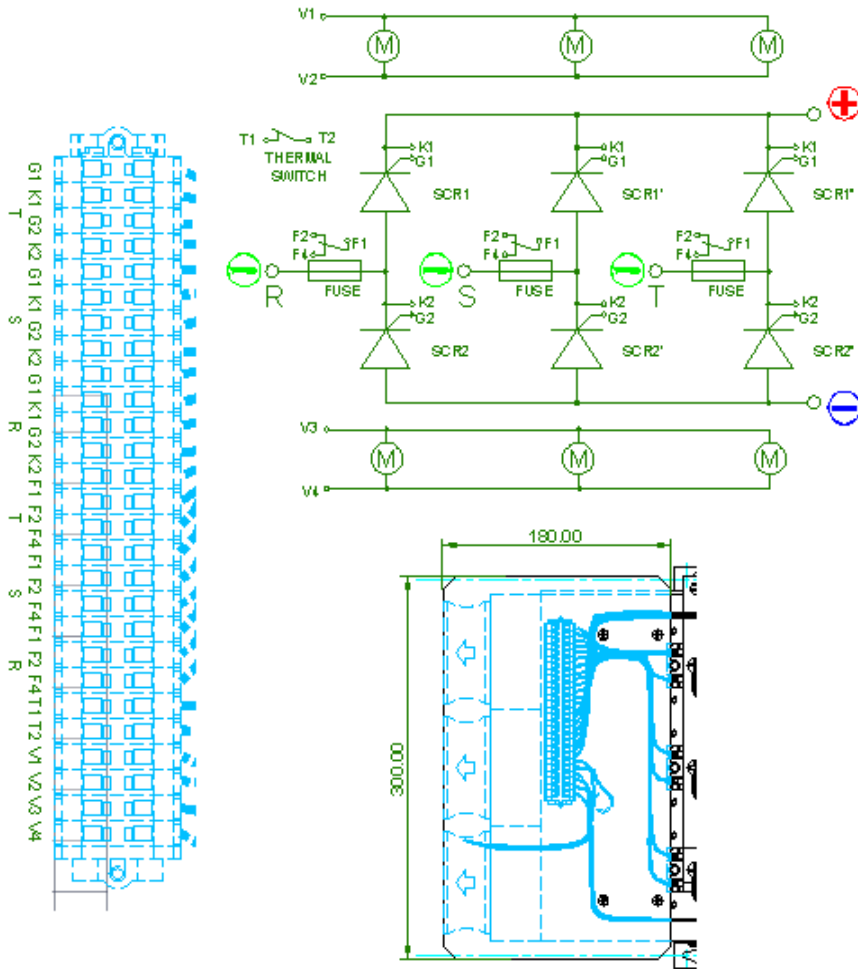 V1
M M M
V2
+
T1 T2
THERMAL
SWITCH
K1 K1 K1
G1 G1 G1
SCR1 SCR1' SCR1"
F2 F1 F2 F1 F2 F1
F4 F4 F4
R S T
FUSE FUSE FUSE
K2 K2 K2
G2 G2 G2
SCR2 SCR2' SCR2"
−
V3
M M M
V4
G1 K1 G2 K2 G1 K1 G2 K2 G1 K1 G2 K2 F1 F2 F4 F1 F2 F4 F1 F2 F4 T1 T2 V1 V2 V3 V4
T S R T S R
180.00
300.00